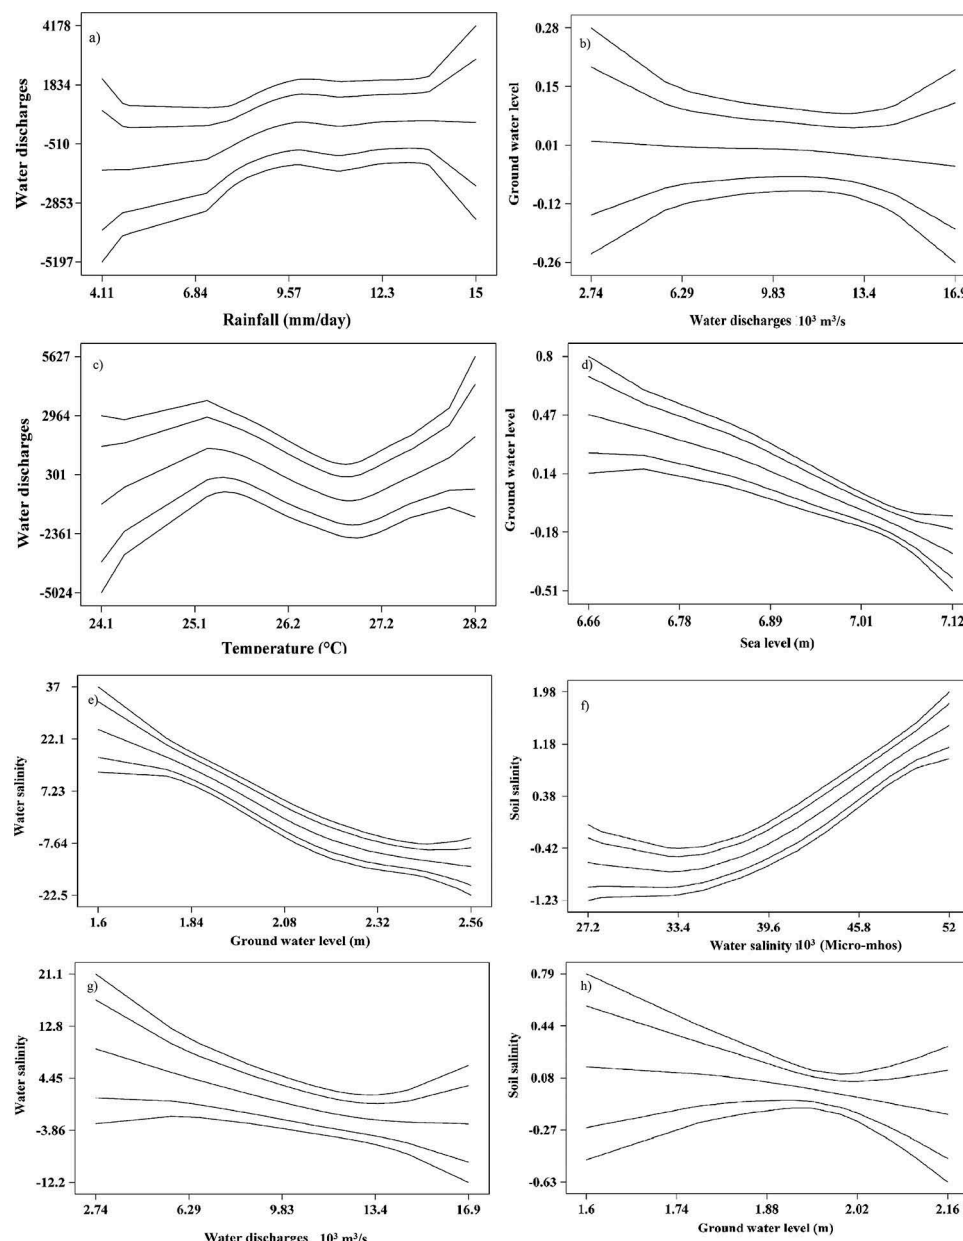 a)
4178
1834
-510
-2853
-5197
Water discharges
4.11 6.84 9.57 12.3 15
Rainfall (mm/day)
b)
0.28
0.15
0.01
-0.12
-0.26
Ground water level
2.74 6.29 9.83 13.4 16.9
Water discharges 10³ m³/s
c)
5627
2964
301
-2361
-5024
Water discharges
24.1 25.1 26.2 27.2 28.2
Temperature (°C)
d)
0.8
0.47
0.14
-0.18
-0.51
Ground water level
6.66 6.78 6.89 7.01 7.12
Sea level (m)
e)
37
22.1
7.23
-7.64
-22.5
Water salinity
1.6 1.84 2.08 2.32 2.56
Ground water level (m)
f)
1.98
1.18
0.38
-0.42
-1.23
Soil salinity
27.2 33.4 39.6 45.8 52
Water salinity 10³ (Micro-mhos)
g)
21.1
12.8
4.45
-3.86
-12.2
Water salinity
2.74 6.29 9.83 13.4 16.9
Water discharges 10³ m³/s
h)
0.79
0.44
0.08
-0.27
-0.63
Soil salinity
1.6 1.74 1.88 2.02 2.16
Ground water level (m)